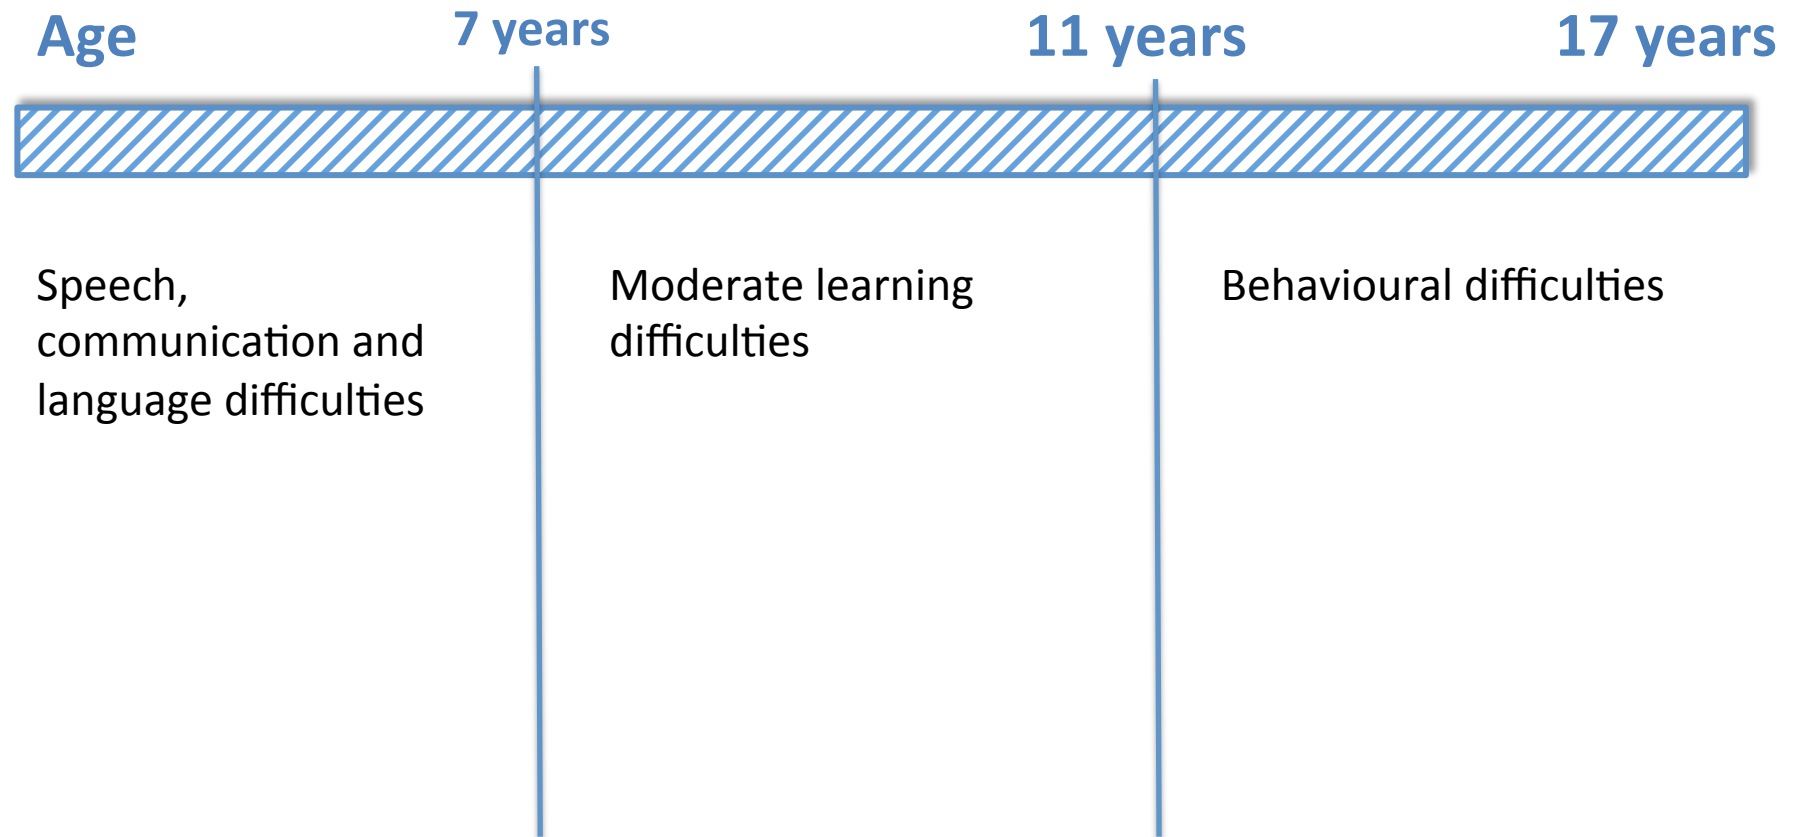 Age
7 years
11 years
17 years
Speech,
communication and
language difficulties
Moderate learning
difficulties
Behavioural difficulties